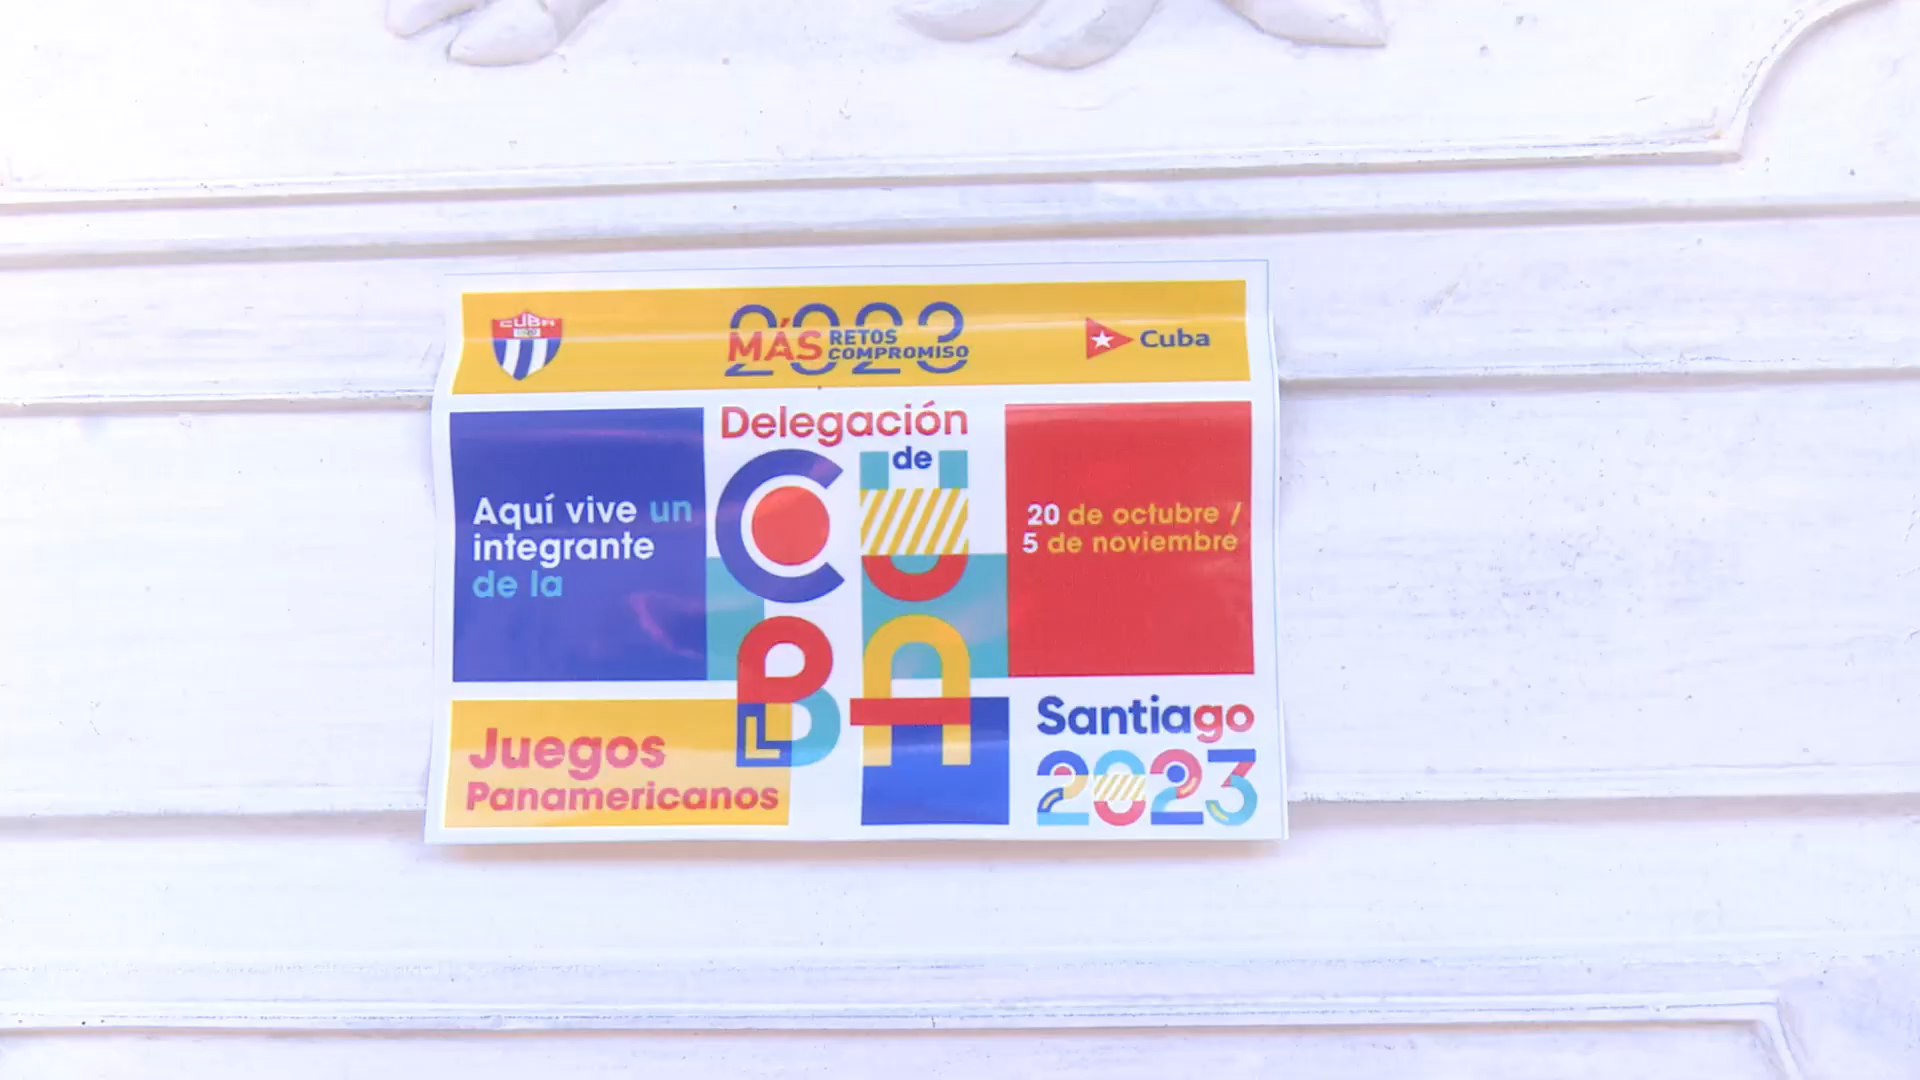 CUBA
2023
MÁS RETOS
COMPROMISO
Cuba
Aquí vive un
integrante
de la
Delegación
de
CUBA
20 de octubre /
5 de noviembre
Juegos
Panamericanos
Santiago
2023